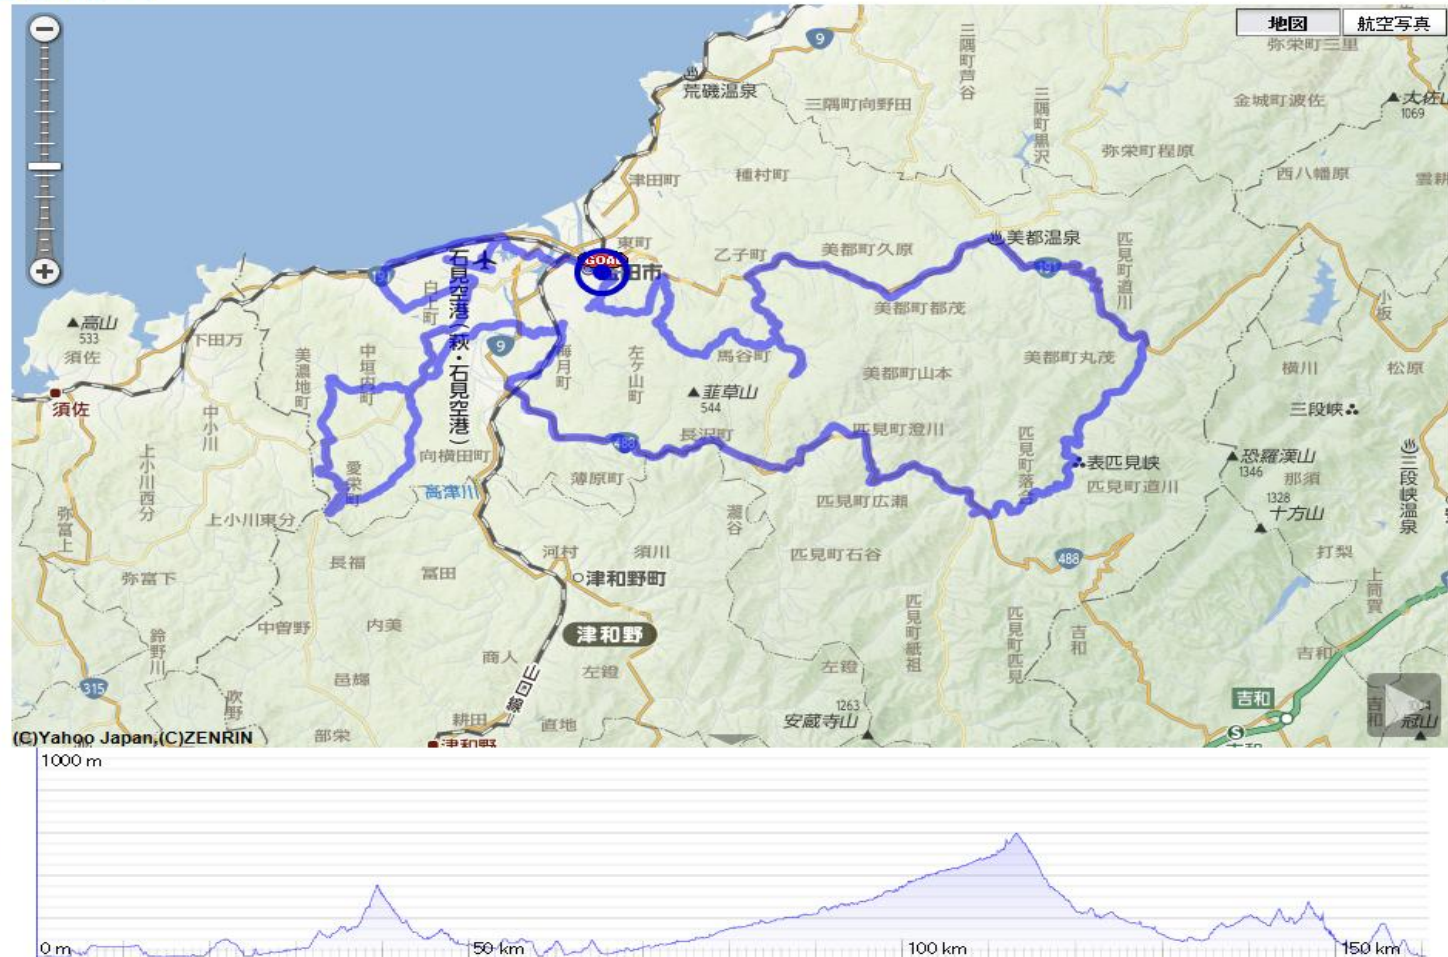 地図
航空写真
弥栄町三里
9
三隅町芦谷
荒磯温泉
三隅町向野田
三隅町黒沢
金城町波佐
大佐山
1069
弥栄町程原
西八幡原
津田町
種村町
東町
乙子町
美都町久原
美都温泉
匹見町道川
GOAL
田市
191
191
石見空港(萩・石見空港)
白上町
高山
533
須佐
下田万
美都町都茂
小板
美濃地町
中垣内町
9
梅月町
左ケ山町
馬谷町
美都町丸茂
美都町山本
横川
松原
須佐
中小川
韮草山
544
三段峡
上小川西分
向横田町
488
長沢町
匹見町澄川
匹見町落合
表匹見峡
恐羅漢山
1346
那須
三段峡温泉
愛栄町
高津川
薄原町
匹見町広瀬
匹見町道川
1328
十方山
弥富上
上小川東分
澄谷
長福
河村
須川
匹見町石谷
488
打梨
弥富下
冨田
津和野町
上筒賀
中曽野
内美
津和野
匹見町紙祖
匹見町匹見
吉和
鈴野川
商人
左鐙
左鐙
吉和
315
吹野
邑輝
山口線
1263
安蔵寺山
吉和
吉和
冠山
部栄
耕田
直地
津和野
S
(C)Yahoo Japan,(C)ZENRIN
1000 m
0 m
50 km
100 km
150 km